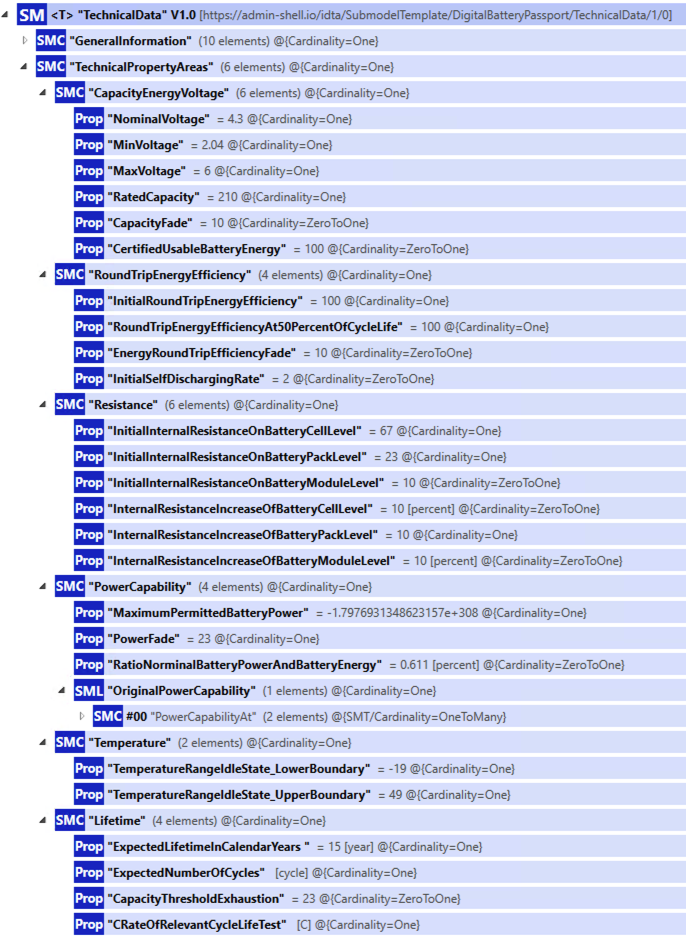 SM <T> "TechnicalData" V1.0 [https://admin-shell.io/idta/SubmodelTemplate/DigitalBatteryPassport/TechnicalData/1/0]
SMC "GeneralInformation" (10 elements) @{Cardinality=One}
SMC "TechnicalPropertyAreas" (6 elements) @{Cardinality=One}
SMC "CapacityEnergyVoltage" (6 elements) @{Cardinality=One}
Prop "NominalVoltage" = 4.3 @{Cardinality=One}
Prop "MinVoltage" = 2.04 @{Cardinality=One}
Prop "MaxVoltage" = 6 @{Cardinality=One}
Prop "RatedCapacity" = 210 @{Cardinality=One}
Prop "CapacityFade" = 10 @{Cardinality=ZeroToOne}
Prop "CertifiedUsableBatteryEnergy" = 100 @{Cardinality=ZeroToOne}
SMC "RoundTripEnergyEfficiency" (4 elements) @{Cardinality=One}
Prop "InitialRoundTripEnergyEfficiency" = 100 @{Cardinality=One}
Prop "RoundTripEnergyEfficiencyAt50PercentOfCycleLife" = 100 @{Cardinality=One}
Prop "EnergyRoundTripEfficiencyFade" = 10 @{Cardinality=ZeroToOne}
Prop "InitialSelfDischargingRate" = 2 @{Cardinality=ZeroToOne}
SMC "Resistance" (6 elements) @{Cardinality=One}
Prop "InitialInternalResistanceOnBatteryCellLevel" = 67 @{Cardinality=One}
Prop "InitialInternalResistanceOnBatteryPackLevel" = 23 @{Cardinality=One}
Prop "InitialInternalResistanceOnBatteryModuleLevel" = 10 @{Cardinality=ZeroToOne}
Prop "InternalResistanceIncreaseOfBatteryCellLevel" = 10 [percent] @{Cardinality=ZeroToOne}
Prop "InternalResistanceIncreaseOfBatteryPackLevel" = 10 @{Cardinality=One}
Prop "InternalResistanceIncreaseOfBatteryModuleLevel" = 10 [percent] @{Cardinality=ZeroToOne}
SMC "PowerCapability" (4 elements) @{Cardinality=One}
Prop "MaximumPermittedBatteryPower" = -1.7976931348623157e+308 @{Cardinality=One}
Prop "PowerFade" = 23 @{Cardinality=One}
Prop "RatioNorminalBatteryPowerAndBatteryEnergy" = 0.611 [percent] @{Cardinality=ZeroToOne}
SML "OriginalPowerCapability" (1 elements) @{Cardinality=One}
SMC #00 "PowerCapabilityAt" (2 elements) @{SMT/Cardinality=OneToMany}
SMC "Temperature" (2 elements) @{Cardinality=One}
Prop "TemperatureRangeIdleState_LowerBoundary" = -19 @{Cardinality=One}
Prop "TemperatureRangeIdleState_UpperBoundary" = 49 @{Cardinality=One}
SMC "Lifetime" (4 elements) @{Cardinality=One}
Prop "ExpectedLifetimeInCalendarYears " = 15 [year] @{Cardinality=One}
Prop "ExpectedNumberOfCycles" [cycle] @{Cardinality=One}
Prop "CapacityThresholdExhaustion" = 23 @{Cardinality=ZeroToOne}
Prop "CRateOfRelevantCycleLifeTest" [C] @{Cardinality=One}